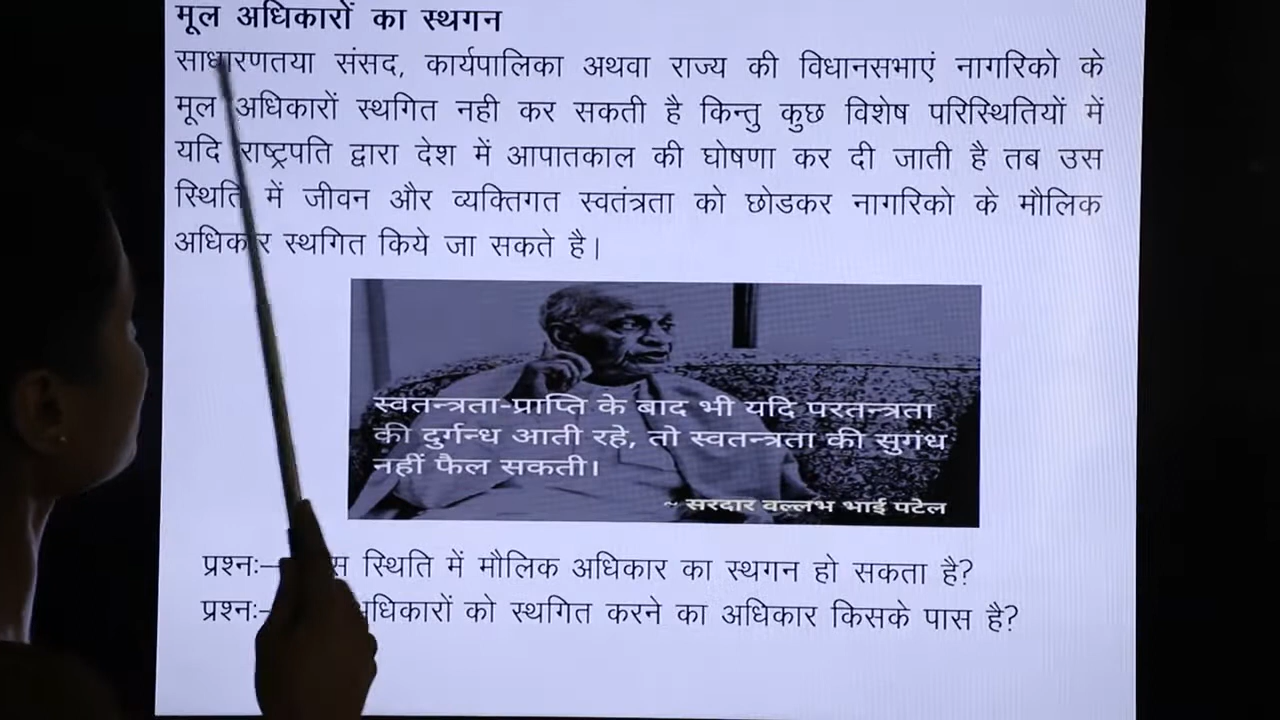 मूल अधिकारों का स्थगन
साधारणतया संसद, कार्यपालिका अथवा राज्य की विधानसभाएं नागरिको के
मूल अधिकारों स्थगित नही कर सकती है किन्तु कुछ विशेष परिस्थितियों में
यदि राष्ट्रपति द्वारा देश में आपातकाल की घोषणा कर दी जाती है तब उस
स्थिति में जीवन और व्यक्तिगत स्वतंत्रता को छोडकर नागरिको के मौलिक
अधिकार स्थगित किये जा सकते है।
स्वतन्त्रता-प्राप्ति के बाद भी यदि परतन्त्रता
की दुर्गन्ध आती रहे, तो स्वतन्त्रता की सुगंध
नहीं फैल सकती।
~ सरदार वल्लभ भाई पटेल
प्रश्नः– स्थिति में मौलिक अधिकार का स्थगन हो सकता है?
प्रश्नः– अधिकारों को स्थगित करने का अधिकार किसके पास है?